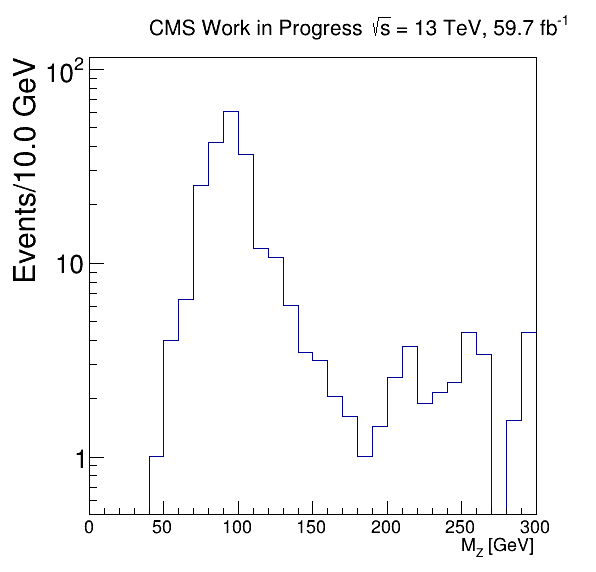 CMS Work in Progress √s = 13 TeV, 59.7 fb⁻¹
Events/10.0 GeV
10²
10
1
0 50 100 150 200 250 300
M_Z [GeV]